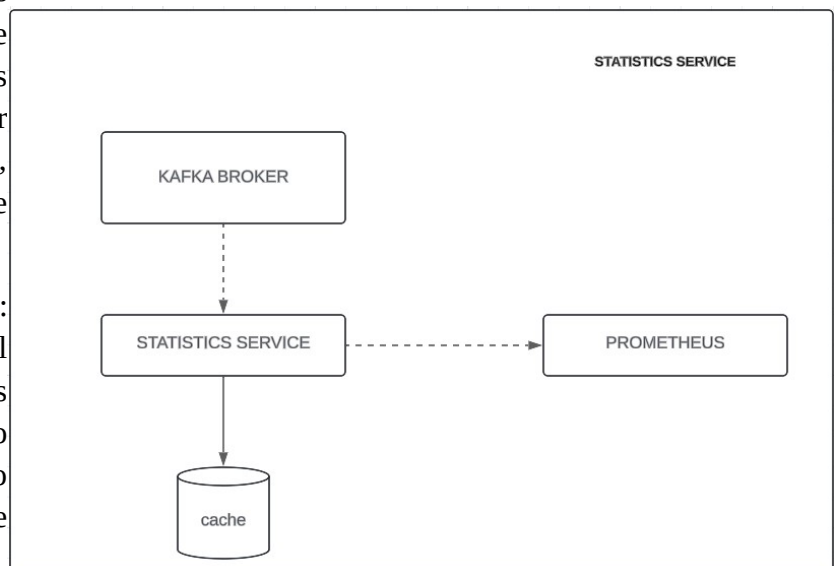 STATISTICS SERVICE
KAFKA BROKER
STATISTICS SERVICE
PROMETHEUS
cache